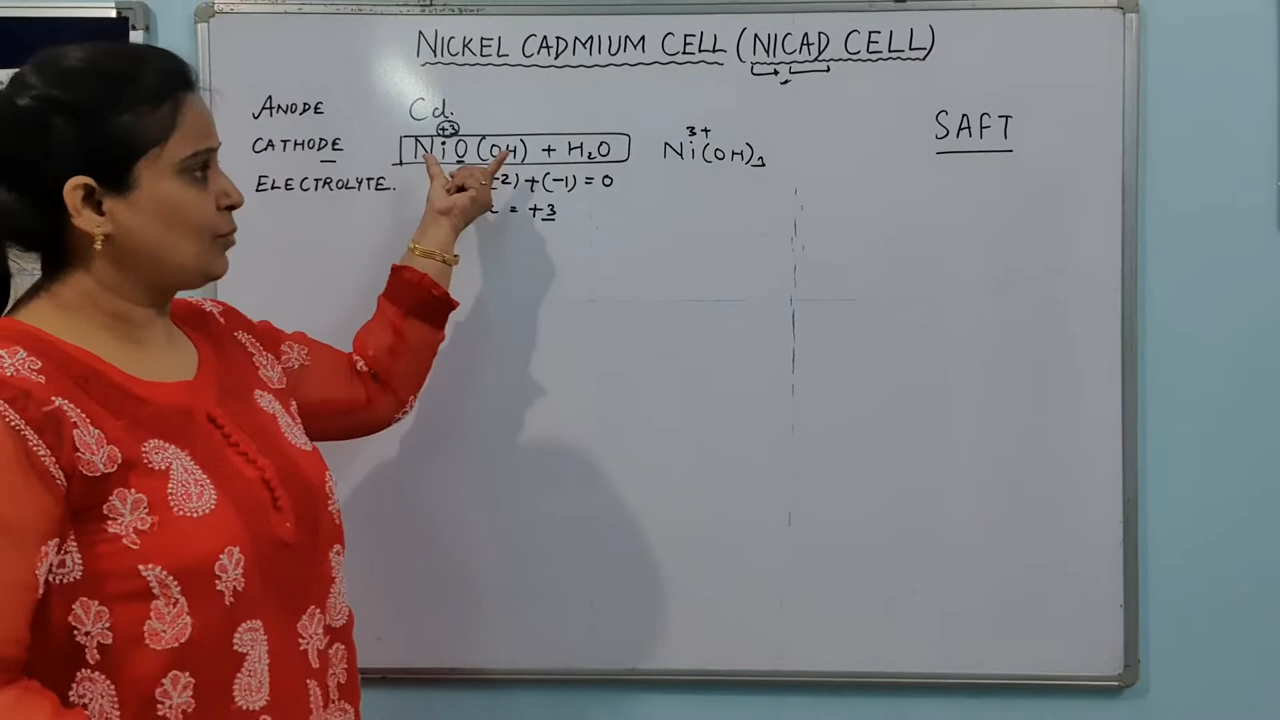 NICKEL CADMIUM CELL (NICAD CELL)
ANODE Cd.
+3
CATHODE NiO(OH) + H₂O
3+
Ni(OH)₃
ELECTROLYTE. -2) + (-1) = 0
= +3
SAFT